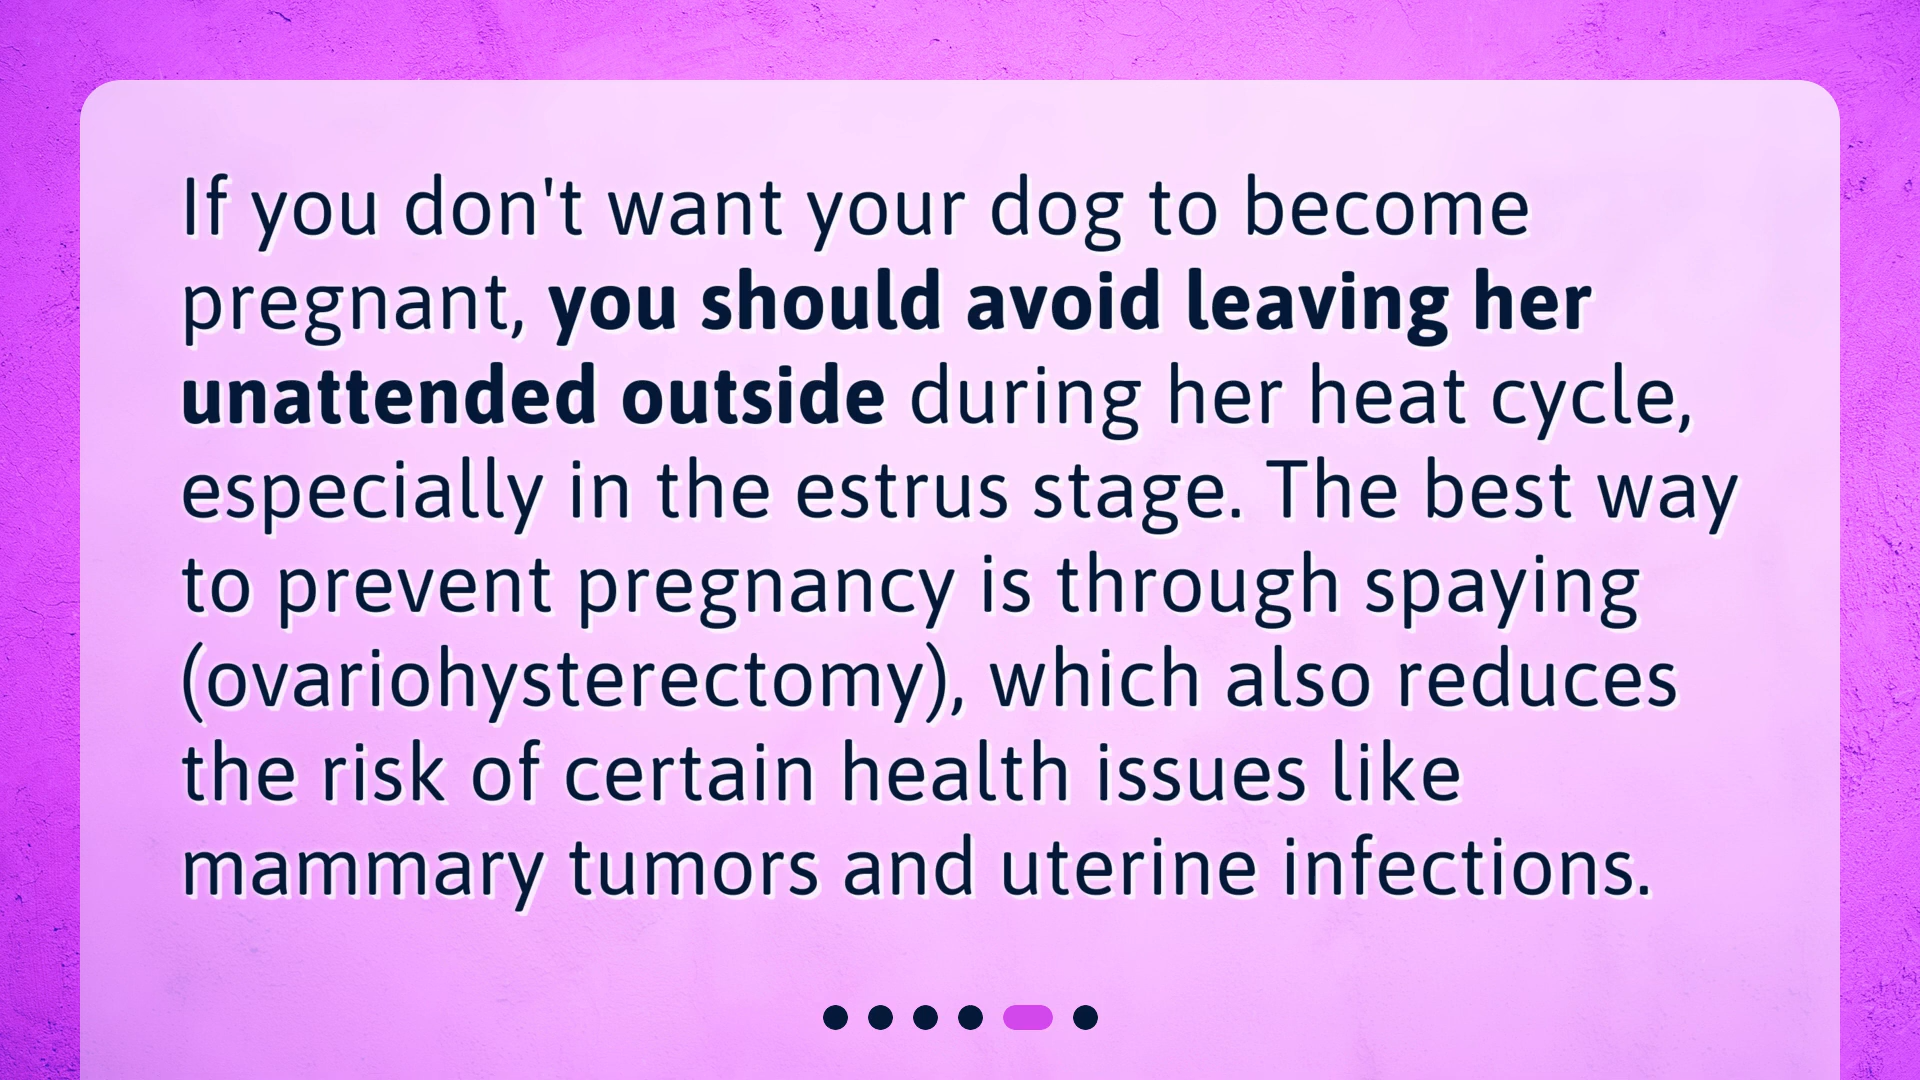 If you don't want your dog to become
pregnant, you should avoid leaving her
unattended outside during her heat cycle,
especially in the estrus stage. The best way
to prevent pregnancy is through spaying
(ovariohysterectomy), which also reduces
the risk of certain health issues like
mammary tumors and uterine infections.